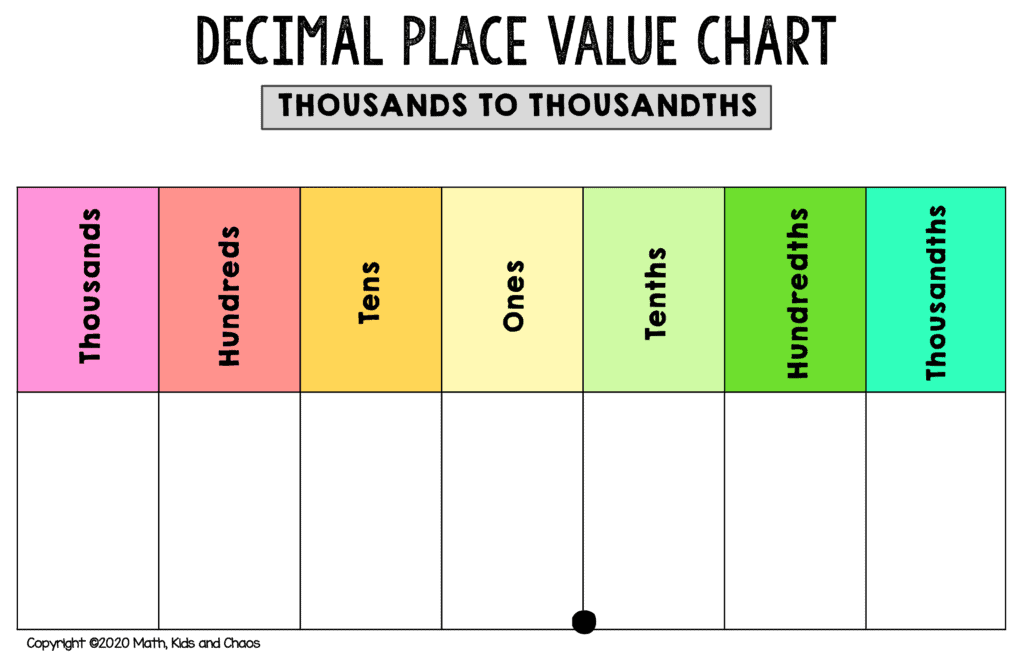 DECIMAL PLACE VALUE CHART
THOUSANDS TO THOUSANDTHS
Thousands
Hundreds
Tens
Ones
Tenths
Hundredths
Thousandths
Copyright ©2020 Math, Kids and Chaos